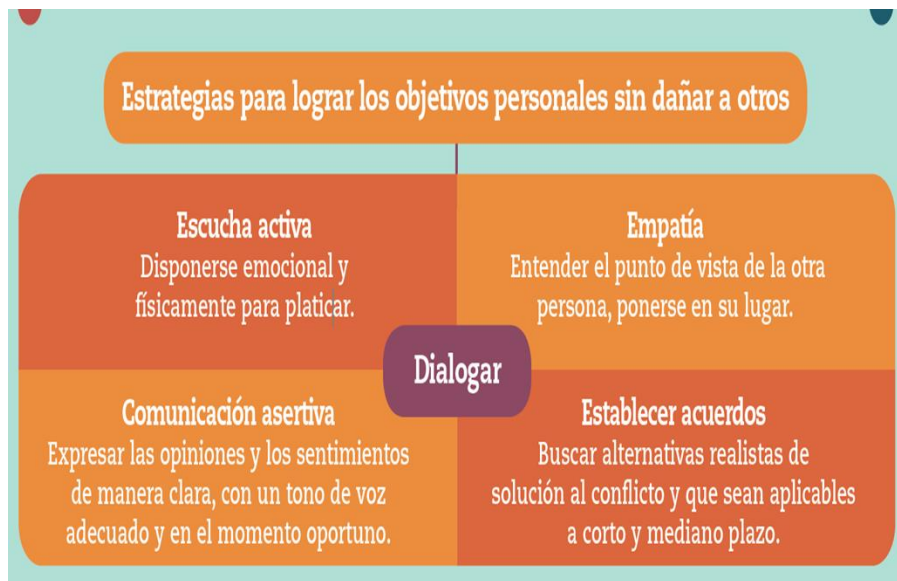 Estrategias para lograr los objetivos personales sin dañar a otros
Escucha activa
Disponerse emocional y
físicamente para platicar.
Empatía
Entender el punto de vista de la otra
persona, ponerse en su lugar.
Dialogar
Comunicación asertiva
Expresar las opiniones y los sentimientos
de manera clara, con un tono de voz
adecuado y en el momento oportuno.
Establecer acuerdos
Buscar alternativas realistas de
solución al conflicto y que sean aplicables
a corto y mediano plazo.